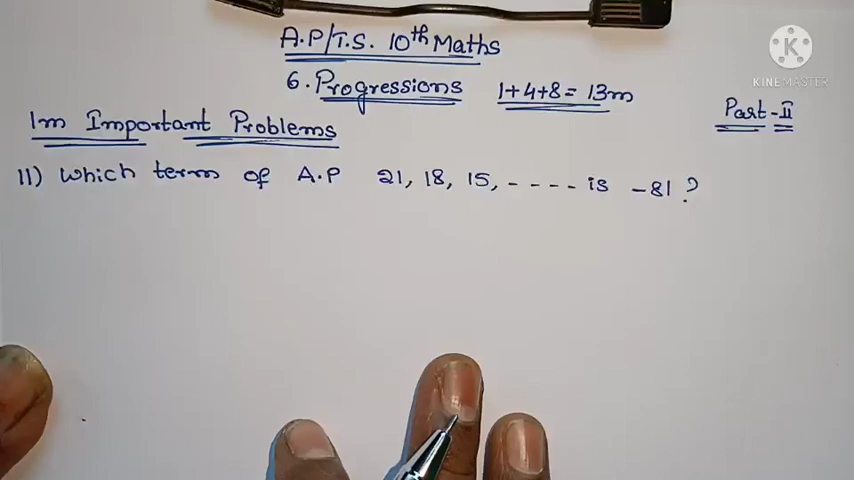 A.P/T.S. 10th Maths
6. Progressions 1+4+8 = 13m
Part-II
1m Important Problems
11) Which term of A.P 21, 18, 15, - - - - is -81 ?
K
KINEMASTER